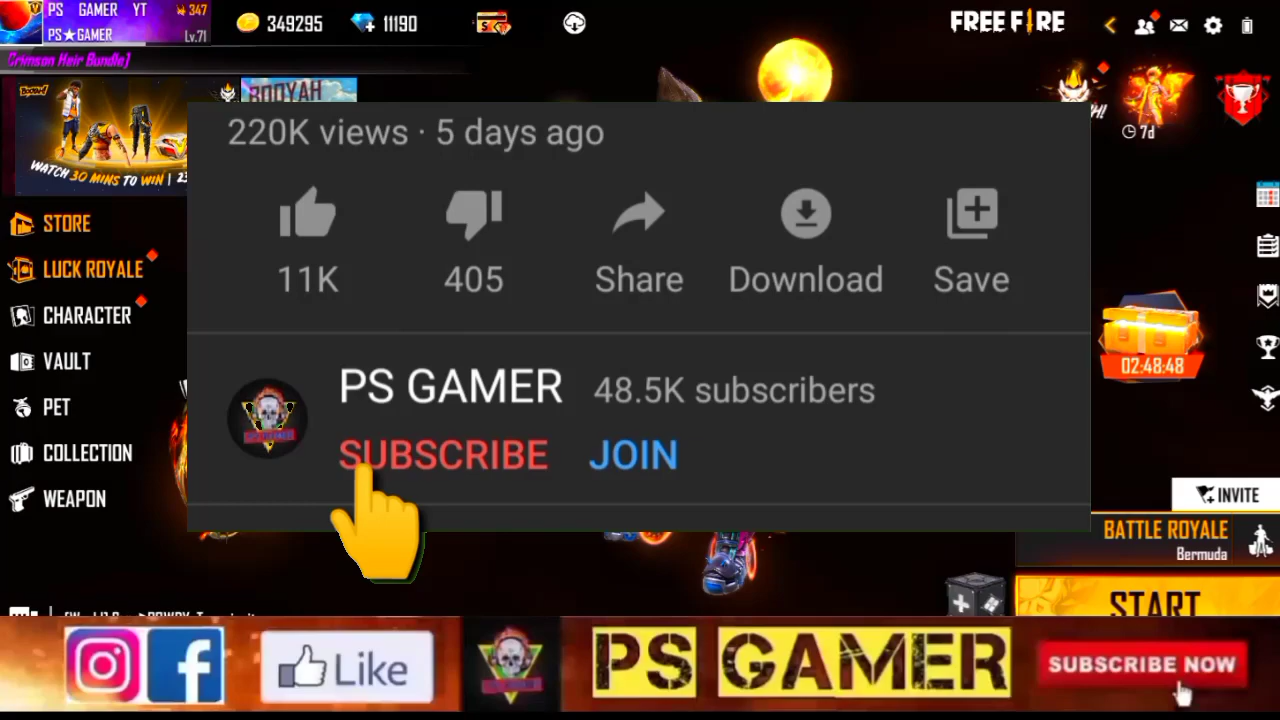 PS GAMER YT
347
PS★GAMER
Lv.71
349295
11190
FREE FIRE
Crimson Heir Bundle]
BOOYAH
WATCH 30 MINS TO WIN | 23
7d
220K views · 5 days ago
11K
405
Share
Download
Save
PS GAMER
48.5K subscribers
SUBSCRIBE
JOIN
STORE
LUCK ROYALE
CHARACTER
VAULT
PET
COLLECTION
WEAPON
02:48:48
INVITE
BATTLE ROYALE
Bermuda
START
Like
PS GAMER
SUBSCRIBE NOW